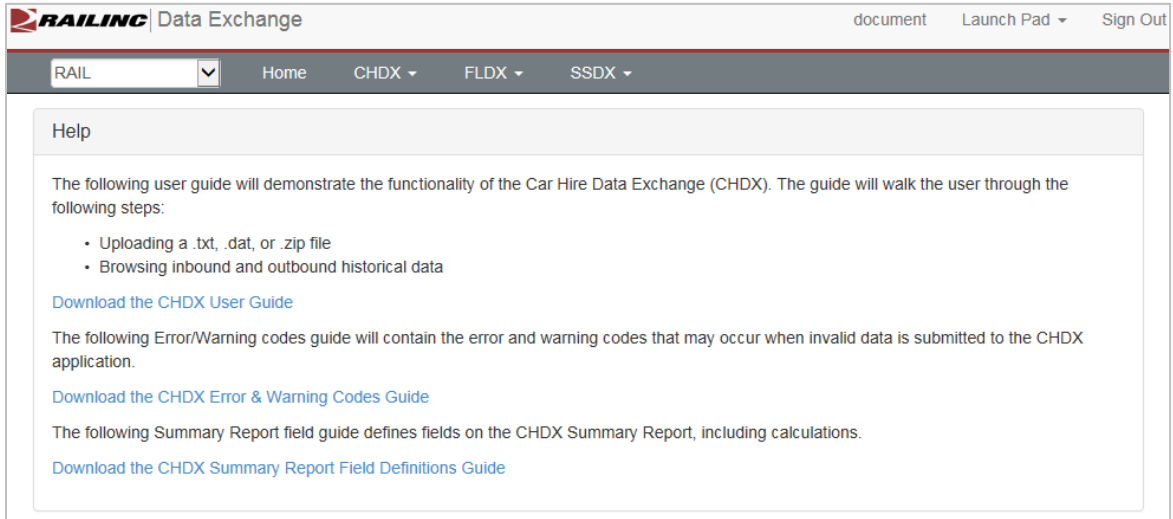 RAILINC Data Exchange document Launch Pad Sign Out
RAIL Home CHDX FLDX SSDX
Help
The following user guide will demonstrate the functionality of the Car Hire Data Exchange (CHDX). The guide will walk the user through the
following steps:
• Uploading a .txt, .dat, or .zip file
• Browsing inbound and outbound historical data
Download the CHDX User Guide
The following Error/Warning codes guide will contain the error and warning codes that may occur when invalid data is submitted to the CHDX
application.
Download the CHDX Error & Warning Codes Guide
The following Summary Report field guide defines fields on the CHDX Summary Report, including calculations.
Download the CHDX Summary Report Field Definitions Guide